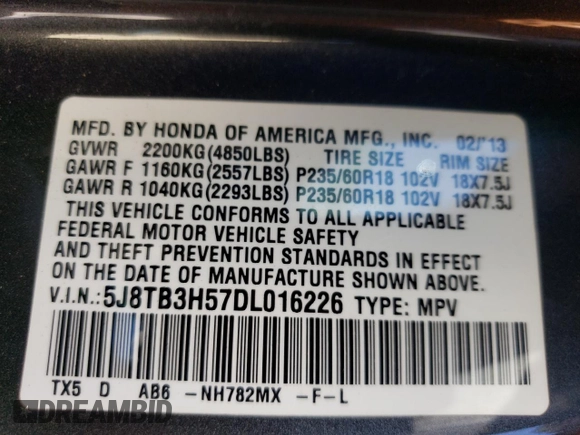 MFD. BY HONDA OF AMERICA MFG., INC. 02/'13
GVWR 2200KG(4850LBS) TIRE SIZE RIM SIZE
GAWR F 1160KG(2557LBS) P235/60R18 102V 18X7.5J
GAWR R 1040KG(2293LBS) P235/60R18 102V 18X7.5J
THIS VEHICLE CONFORMS TO ALL APPLICABLE
FEDERAL MOTOR VEHICLE SAFETY
AND THEFT PREVENTION STANDARDS IN EFFECT
ON THE DATE OF MANUFACTURE SHOWN ABOVE.
V.I.N.:5J8TB3H57DL016226 TYPE: MPV
TX5 D AB6 -NH782MX -F-L
DREAMBID